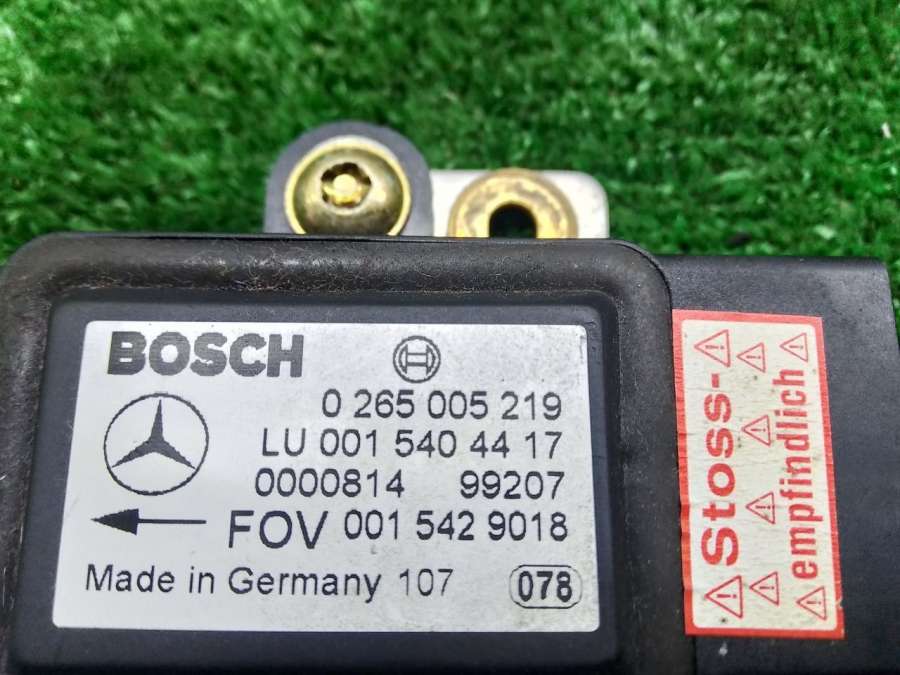 BOSCH
0 265 005 219
LU 001 540 44 17
0000814 99207
FOV 001 542 9018
Made in Germany 107 078
Stoss-
empfindlich